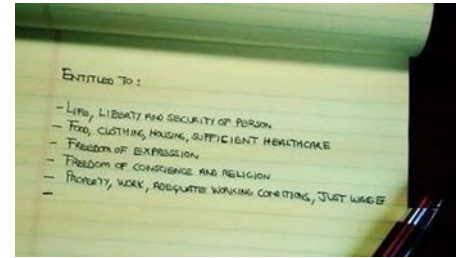 ENTITLED TO:
- LIFE, LIBERTY AND SECURITY OF PERSON
- FOOD, CLOTHING, HOUSING, SUFFICIENT HEALTHCARE
- FREEDOM OF EXPRESSION
- FREEDOM OF CONSCIENCE AND RELIGION
- PROPERTY, WORK, ADEQUATE WORKING CONDITIONS, JUST WAGE
-